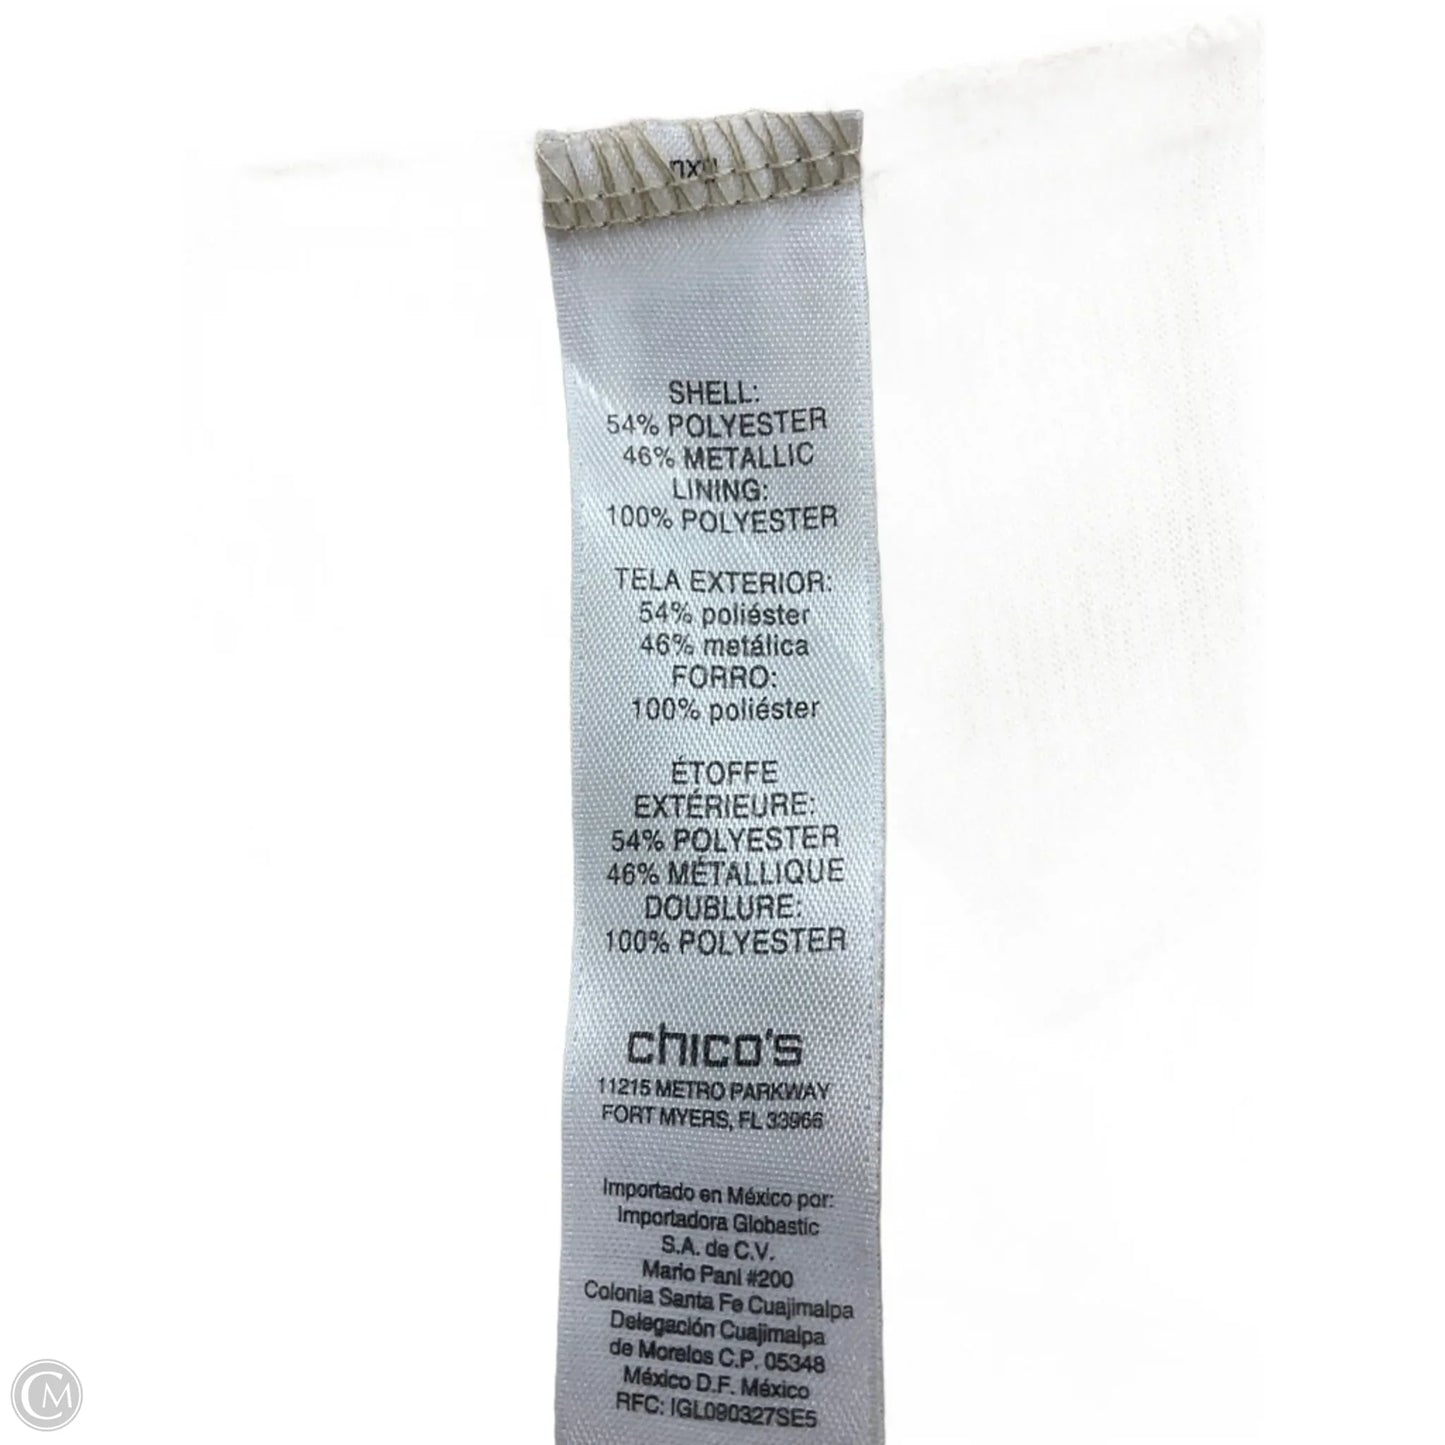 SHELL:
54% POLYESTER
46% METALLIC
LINING:
100% POLYESTER
TELA EXTERIOR:
54% poliéster
46% metálica
FORRO:
100% poliéster
ÉTOFFE
EXTÉRIEURE:
54% POLYESTER
46% MÉTALLIQUE
DOUBLURE:
100% POLYESTER
chico's
11215 METRO PARKWAY
FORT MYERS, FL 33966
Importado en México por:
Importadora Globastic
S.A. de C.V.
Mario Pani #200
Colonia Santa Fe Cuajimalpa
Delegación Cuajimalpa
de Morelos C.P. 05348
México D.F. México
RFC: IGL090327SE5
CM